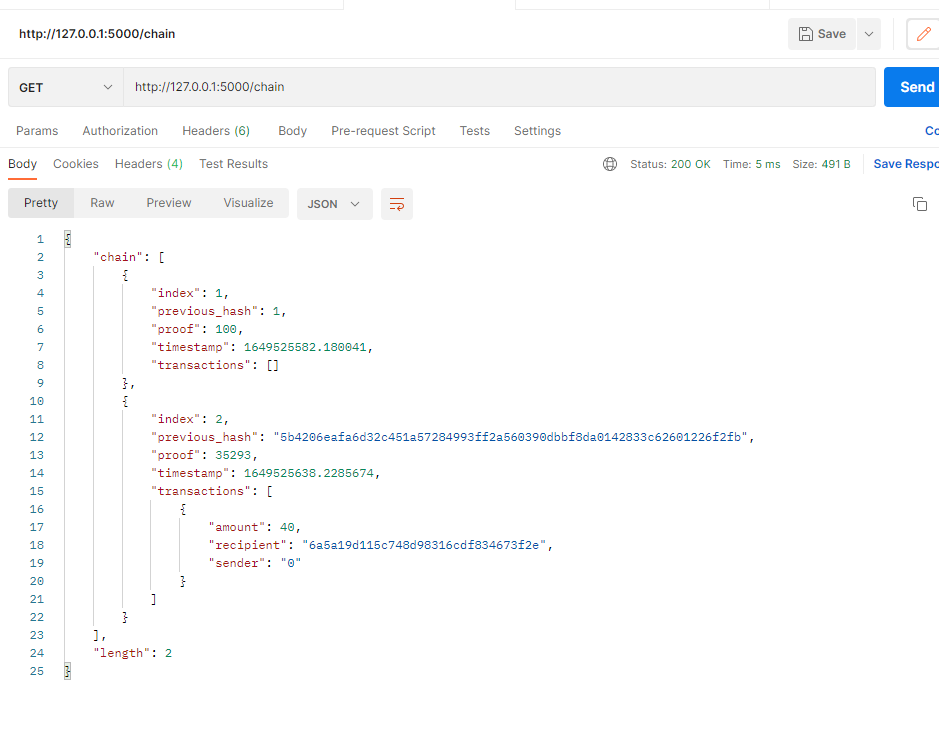 http://127.0.0.1:5000/chain
Save
GET
http://127.0.0.1:5000/chain
Send
Params Authorization Headers (6) Body Pre-request Script Tests Settings
Body Cookies Headers (4) Test Results Status: 200 OK Time: 5 ms Size: 491 B
Pretty Raw Preview Visualize JSON
1 {
2 "chain": [
3 {
4 "index": 1,
5 "previous_hash": 1,
6 "proof": 100,
7 "timestamp": 1649525582.180041,
8 "transactions": []
9 },
10 {
11 "index": 2,
12 "previous_hash": "5b4206eafa6d32c451a57284993ff2a560390dbbf8da0142833c62601226f2fb",
13 "proof": 35293,
14 "timestamp": 1649525638.2285674,
15 "transactions": [
16 {
17 "amount": 40,
18 "recipient": "6a5a19d115c748d98316cdf834673f2e",
19 "sender": "0"
20 }
21 ]
22 }
23 ],
24 "length": 2
25 }